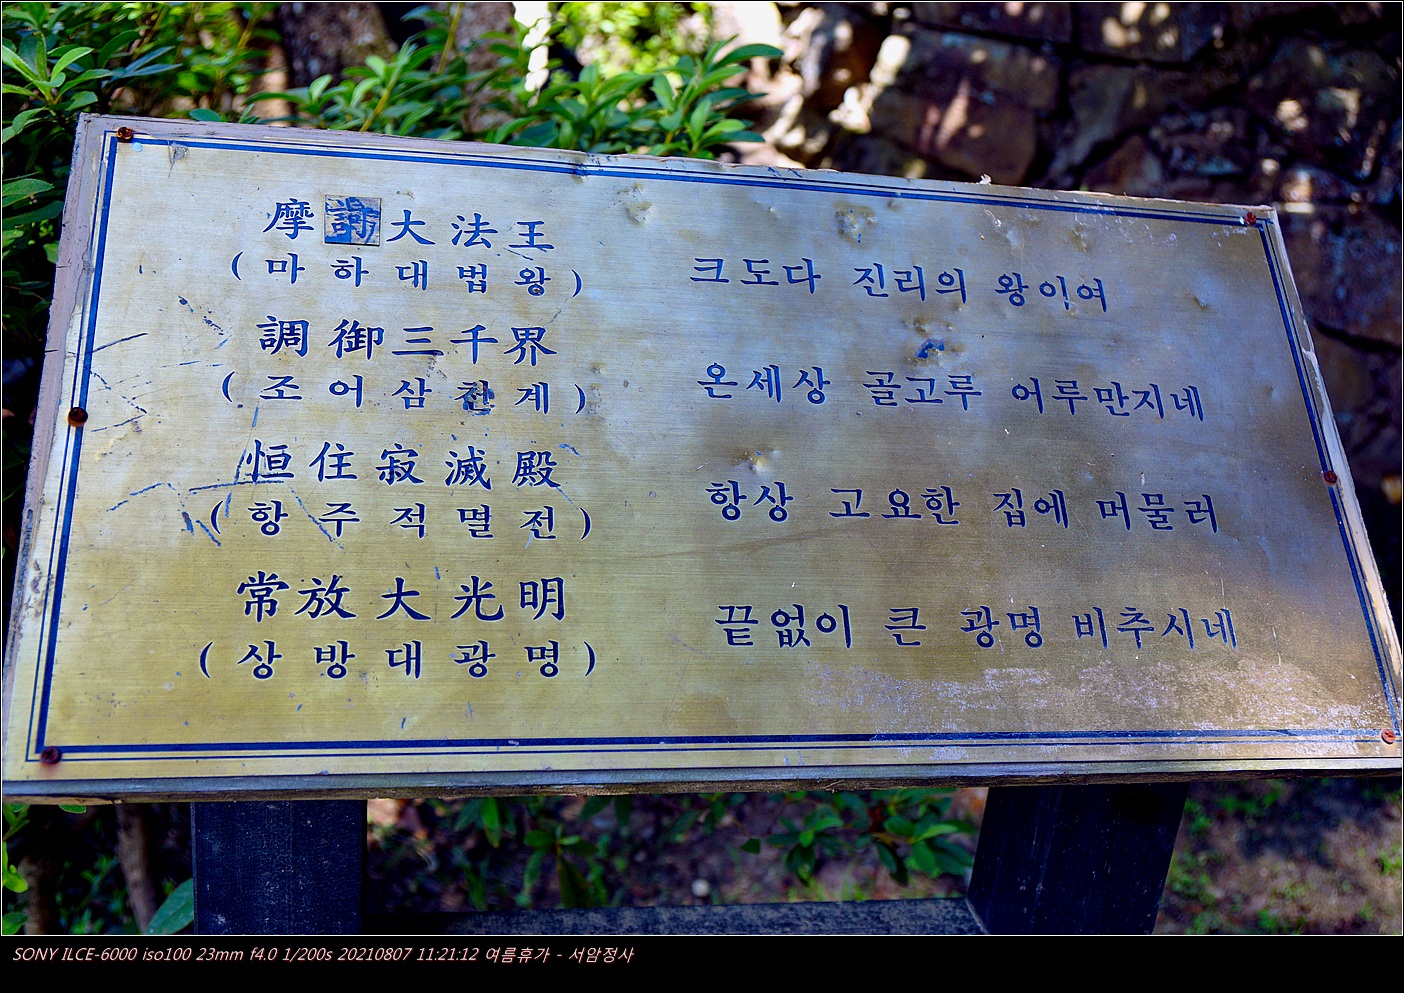 摩訶大法王
(마하대법왕)
크도다 진리의 왕이여
調御三千界
(조어삼천계)
온세상 골고루 어루만지네
恒住寂滅殿
(항주적멸전)
항상 고요한 집에 머물러
常放大光明
(상방대광명)
끝없이 큰 광명 비추시네
SONY ILCE-6000 iso100 23mm f4.0 1/200s 20210807 11:21:12 여름휴가 - 서암정사